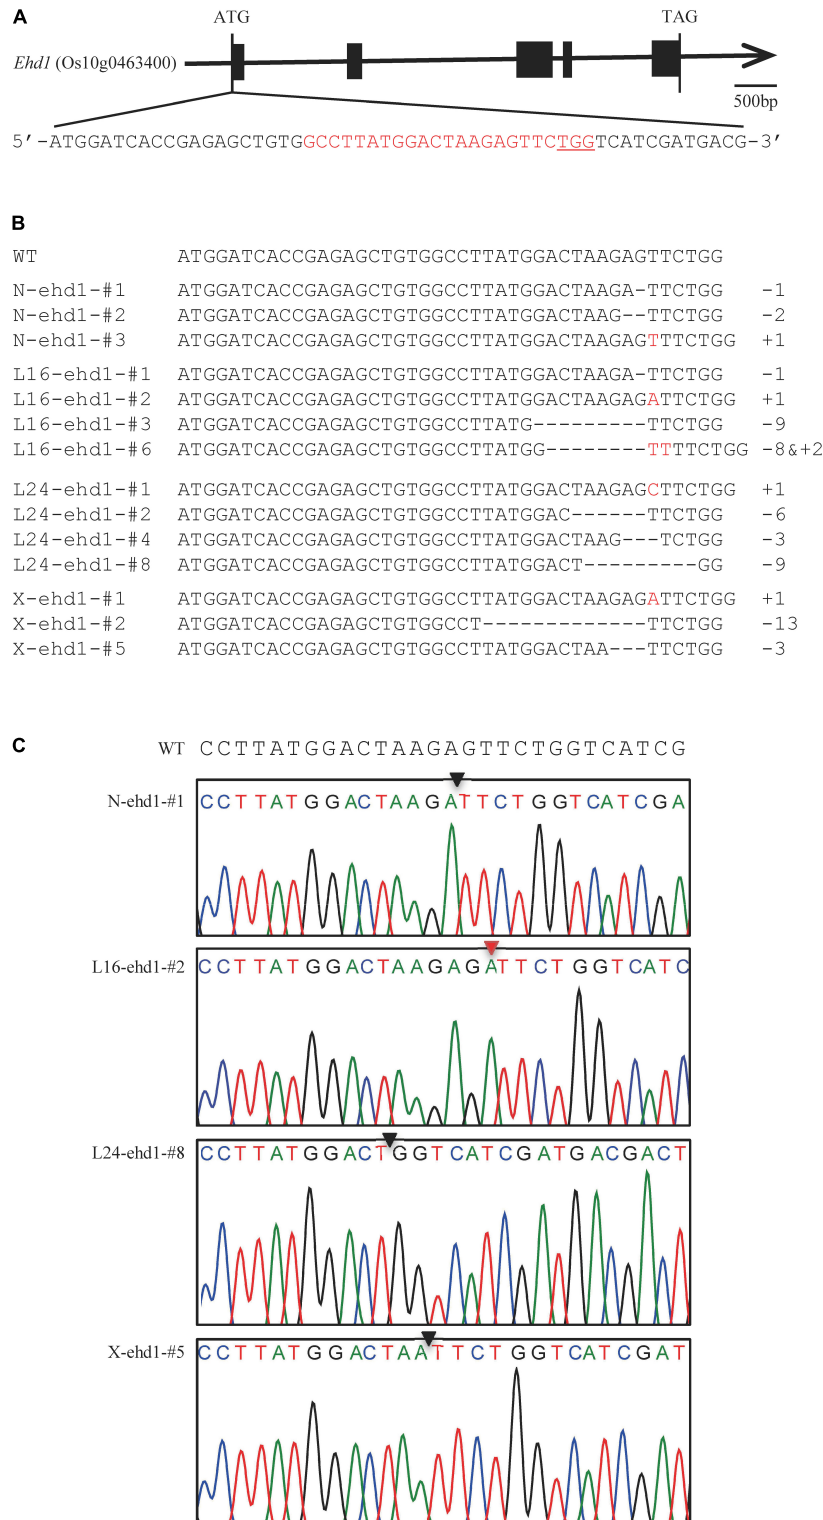 A
ATG TAG
Ehd1 (Os10g0463400)
500bp
5′-ATGGATCACCGAGAGCTGTGGCCTTATGGACTAAGAGTTCTGGTCATCGATGACG-3′
B
WT ATGGATCACCGAGAGCTGTGGCCTTATGGACTAAGAGTTCTGG
N-ehd1-#1 ATGGATCACCGAGAGCTGTGGCCTTATGGACTAAGA-TTCTGG -1
N-ehd1-#2 ATGGATCACCGAGAGCTGTGGCCTTATGGACTAAG--TTCTGG -2
N-ehd1-#3 ATGGATCACCGAGAGCTGTGGCCTTATGGACTAAGAGTTTCTGG +1
L16-ehd1-#1 ATGGATCACCGAGAGCTGTGGCCTTATGGACTAAGA-TTCTGG -1
L16-ehd1-#2 ATGGATCACCGAGAGCTGTGGCCTTATGGACTAAGAGATTCTGG +1
L16-ehd1-#3 ATGGATCACCGAGAGCTGTGGCCTTATG---------TTCTGG -9
L16-ehd1-#6 ATGGATCACCGAGAGCTGTGGCCTTATGG--------TTTTCTGG -8&+2
L24-ehd1-#1 ATGGATCACCGAGAGCTGTGGCCTTATGGACTAAGAGCTTCTGG +1
L24-ehd1-#2 ATGGATCACCGAGAGCTGTGGCCTTATGGAC------TTCTGG -6
L24-ehd1-#4 ATGGATCACCGAGAGCTGTGGCCTTATGGACTAAG---TCTGG -3
L24-ehd1-#8 ATGGATCACCGAGAGCTGTGGCCTTATGGACT---------GG -9
X-ehd1-#1 ATGGATCACCGAGAGCTGTGGCCTTATGGACTAAGAGATTCTGG +1
X-ehd1-#2 ATGGATCACCGAGAGCTGTGGCCT-------------TTCTGG -13
X-ehd1-#5 ATGGATCACCGAGAGCTGTGGCCTTATGGACTAA---TTCTGG -3
C
WT CCTTATGGACTAAGAGTTCTGGTCATCG
N-ehd1-#1 CCTTATGGACTAAGATTCTGGTCATCGA
L16-ehd1-#2 CCTTATGGACTAAGAGATTCTGGTCATC
L24-ehd1-#8 CCTTATGGACTGGTCATCGATGACGACT
X-ehd1-#5 CCTTATGGACTAATTCTGGTCATCGAT